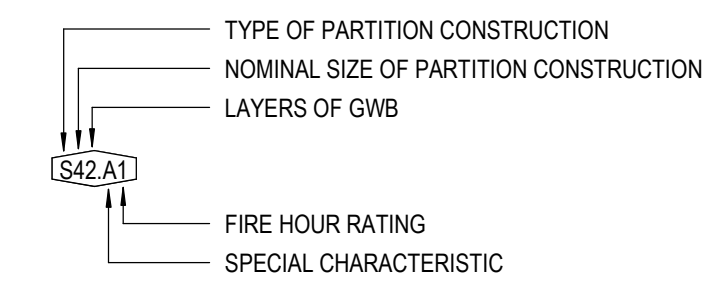 TYPE OF PARTITION CONSTRUCTION
NOMINAL SIZE OF PARTITION CONSTRUCTION
LAYERS OF GWB
S42.A1
FIRE HOUR RATING
SPECIAL CHARACTERISTIC